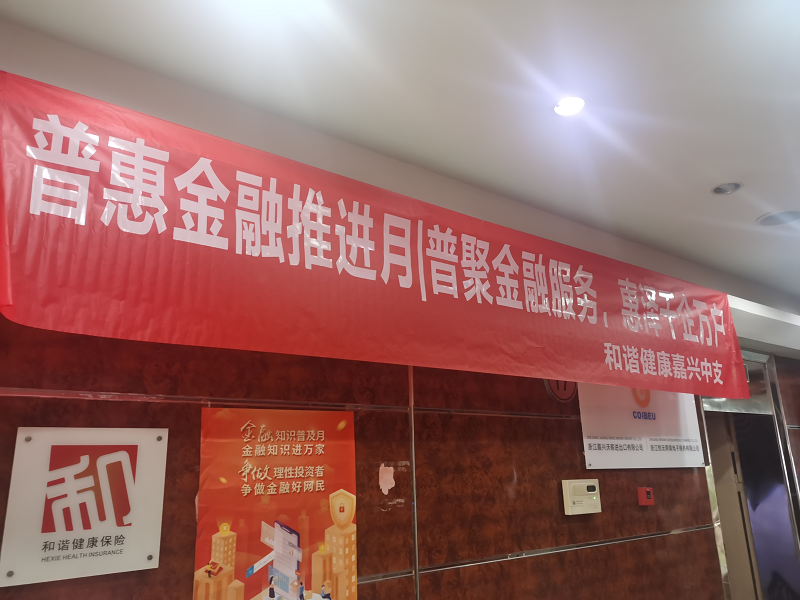 普惠金融推进月|普聚金融服务、惠泽千企万户
和谐健康嘉兴中支
和
和谐健康保险
HEXIE HEALTH INSURANCE
金融知识普及月
金融知识进万家
争做理性投资者
争做金融好网民
COIBEU